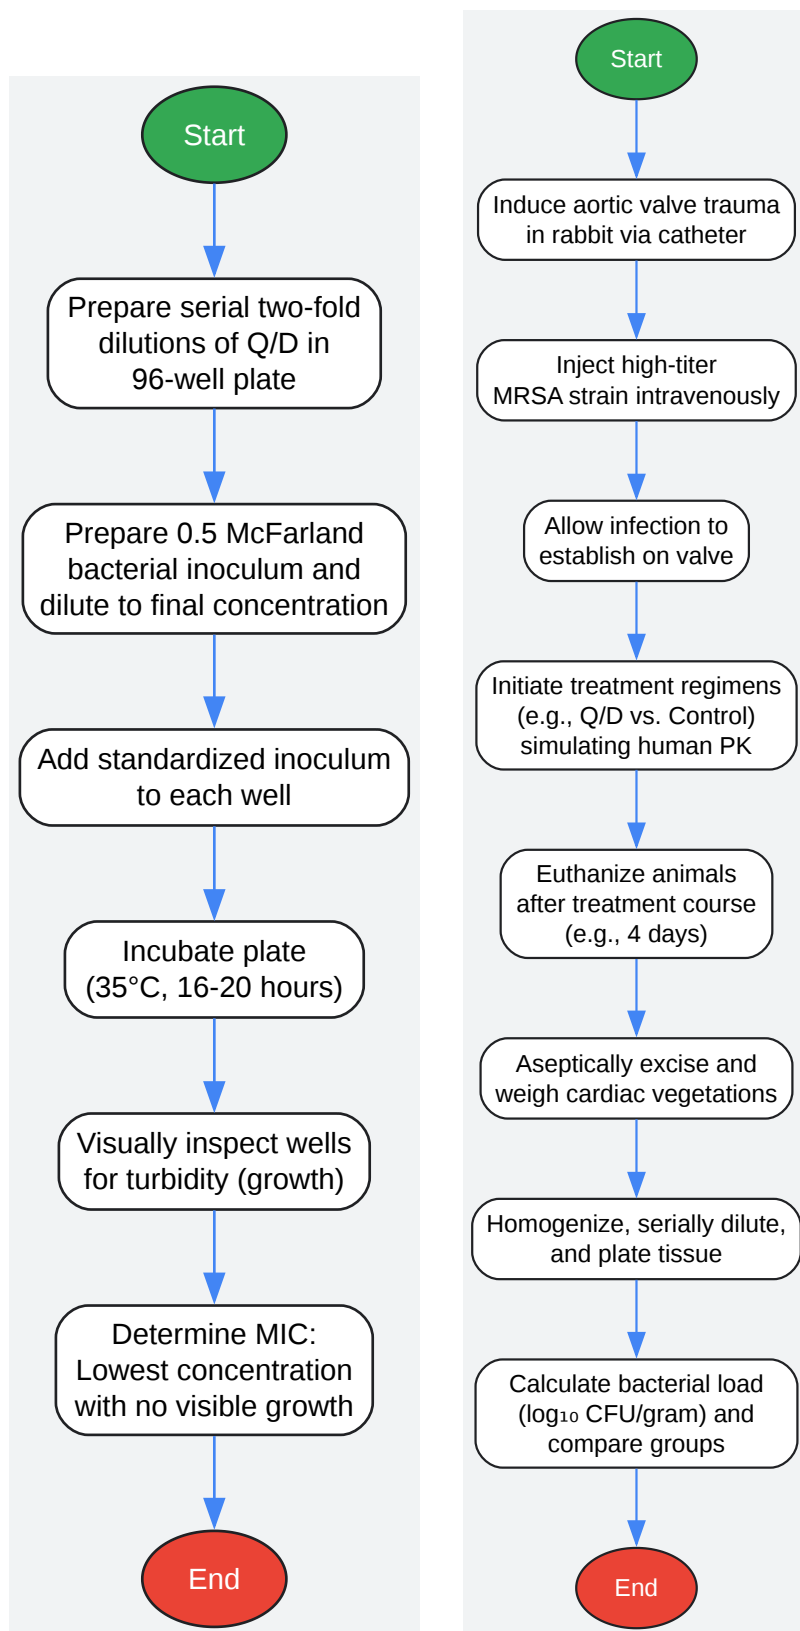 Start
Prepare serial two-fold
dilutions of Q/D in
96-well plate
Prepare 0.5 McFarland
bacterial inoculum and
dilute to final concentration
Add standardized inoculum
to each well
Incubate plate
(35°C, 16-20 hours)
Visually inspect wells
for turbidity (growth)
Determine MIC:
Lowest concentration
with no visible growth
End
Start
Induce aortic valve trauma
in rabbit via catheter
Inject high-titer
MRSA strain intravenously
Allow infection to
establish on valve
Initiate treatment regimens
(e.g., Q/D vs. Control)
simulating human PK
Euthanize animals
after treatment course
(e.g., 4 days)
Aseptically excise and
weigh cardiac vegetations
Homogenize, serially dilute,
and plate tissue
Calculate bacterial load
(log₁₀ CFU/gram) and
compare groups
End